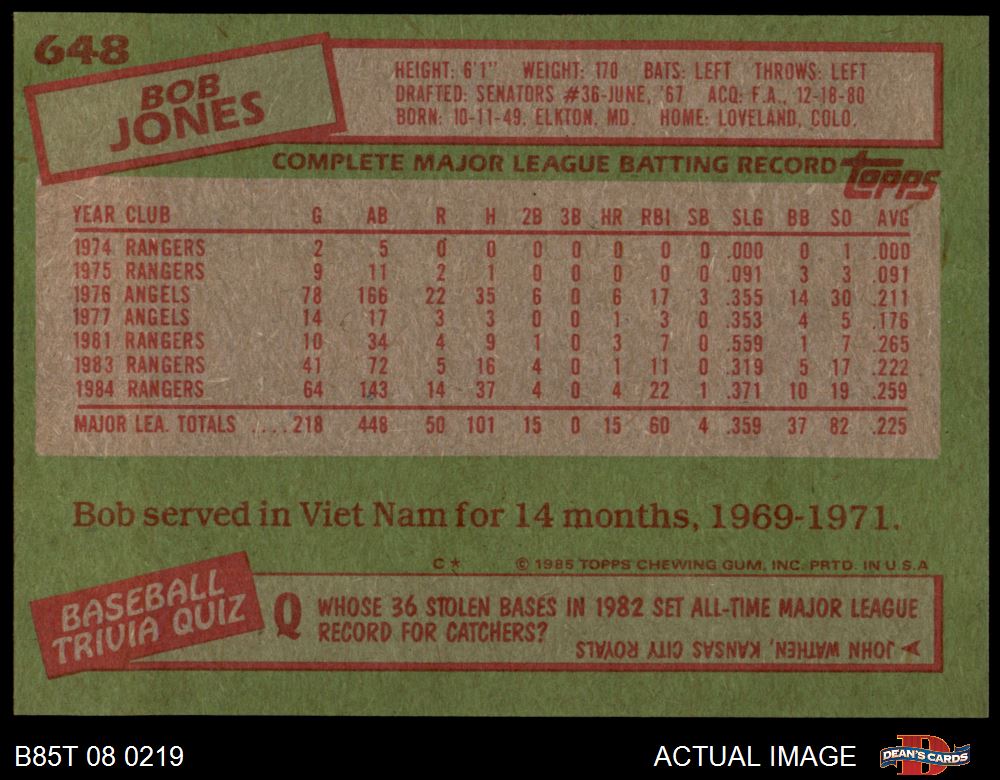 648
BOB
JONES
HEIGHT: 6'1" WEIGHT: 170 BATS: LEFT THROWS: LEFT
DRAFTED: SENATORS #36-JUNE, '67 ACQ: F.A., 12-18-80
BORN: 10-11-49, ELKTON, MD. HOME: LOVELAND, COLO.
COMPLETE MAJOR LEAGUE BATTING RECORD topps
YEAR CLUB G AB R H 2B 3B HR RBI SB SLG BB SO AVG
1974 RANGERS 2 5 0 0 0 0 0 0 0 .000 0 1 .000
1975 RANGERS 9 11 2 1 0 0 0 0 0 .091 3 3 .091
1976 ANGELS 78 166 22 35 6 0 6 17 3 .355 14 30 .211
1977 ANGELS 14 17 3 3 0 0 1 3 0 .353 4 5 .176
1981 RANGERS 10 34 4 9 1 0 3 7 0 .559 1 7 .265
1983 RANGERS 41 72 5 16 4 0 1 11 0 .319 5 17 .222
1984 RANGERS 64 143 14 37 4 0 4 22 1 .371 10 19 .259
MAJOR LEA. TOTALS ....218 448 50 101 15 0 15 60 4 .359 37 82 .225
Bob served in Viet Nam for 14 months, 1969-1971.
C* © 1985 TOPPS CHEWING GUM, INC. PRTD. IN U.S.A
BASEBALL
TRIVIA QUIZ
Q WHOSE 36 STOLEN BASES IN 1982 SET ALL-TIME MAJOR LEAGUE
RECORD FOR CATCHERS?
JOHN WATHEN, KANSAS CITY ROYALS
B85T 08 0219
ACTUAL IMAGE
D
DEAN'S CARDS